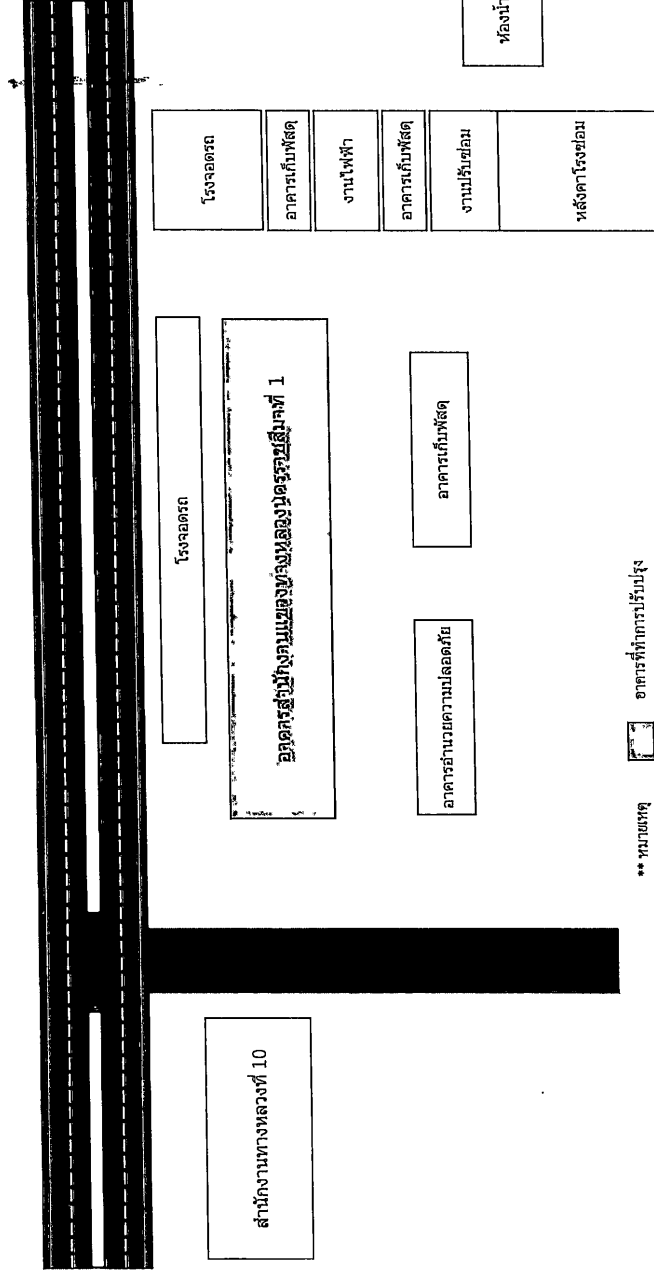 สำนักงานทางหลวงที่ 10
โรงจอดรถ
อาคารสำนักงานแขวงทางหลวงนครราชสีมาที่ 1
อาคารอำนวยความปลอดภัย
อาคารเก็บพัสดุ
โรงจอดรถ
อาคารเก็บพัสดุ
งานไฟฟ้า
อาคารเก็บพัสดุ
งานปรับซ่อม
หลังคาโรงซ่อม
** หมายเหตุ
อาคารที่ทำการปรับปรุง